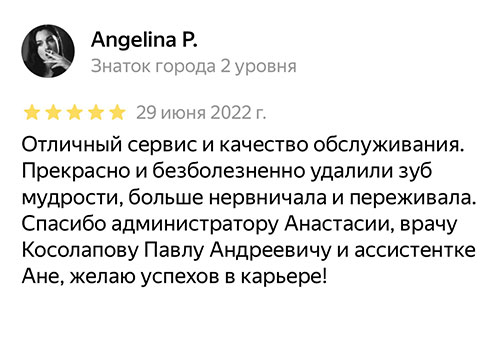 Angelina P.
Знаток города 2 уровня
29 июня 2022 г.
Отличный сервис и качество обслуживания.
Прекрасно и безболезненно удалили зуб
мудрости, больше нервничала и переживала.
Спасибо администратору Анастасии, врачу
Косолапову Павлу Андреевичу и ассистентке
Ане, желаю успехов в карьере!